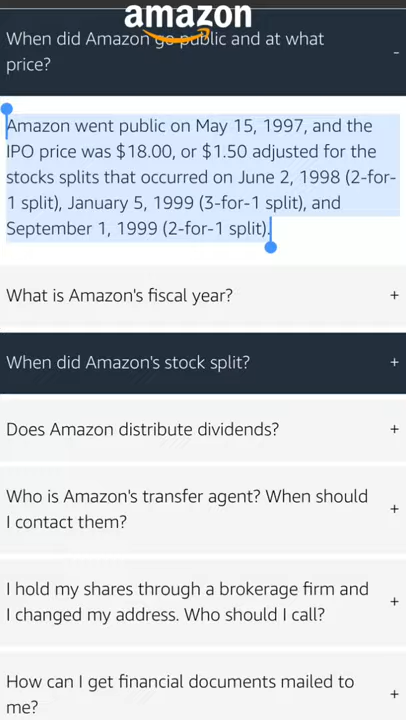 amazon
When did Amazon go public and at what
price?
-
Amazon went public on May 15, 1997, and the
IPO price was $18.00, or $1.50 adjusted for the
stocks splits that occurred on June 2, 1998 (2-for-
1 split), January 5, 1999 (3-for-1 split), and
September 1, 1999 (2-for-1 split).
What is Amazon's fiscal year? +
When did Amazon's stock split? +
Does Amazon distribute dividends? +
Who is Amazon's transfer agent? When should
I contact them?
+
I hold my shares through a brokerage firm and
I changed my address. Who should I call?
+
How can I get financial documents mailed to
me?
+